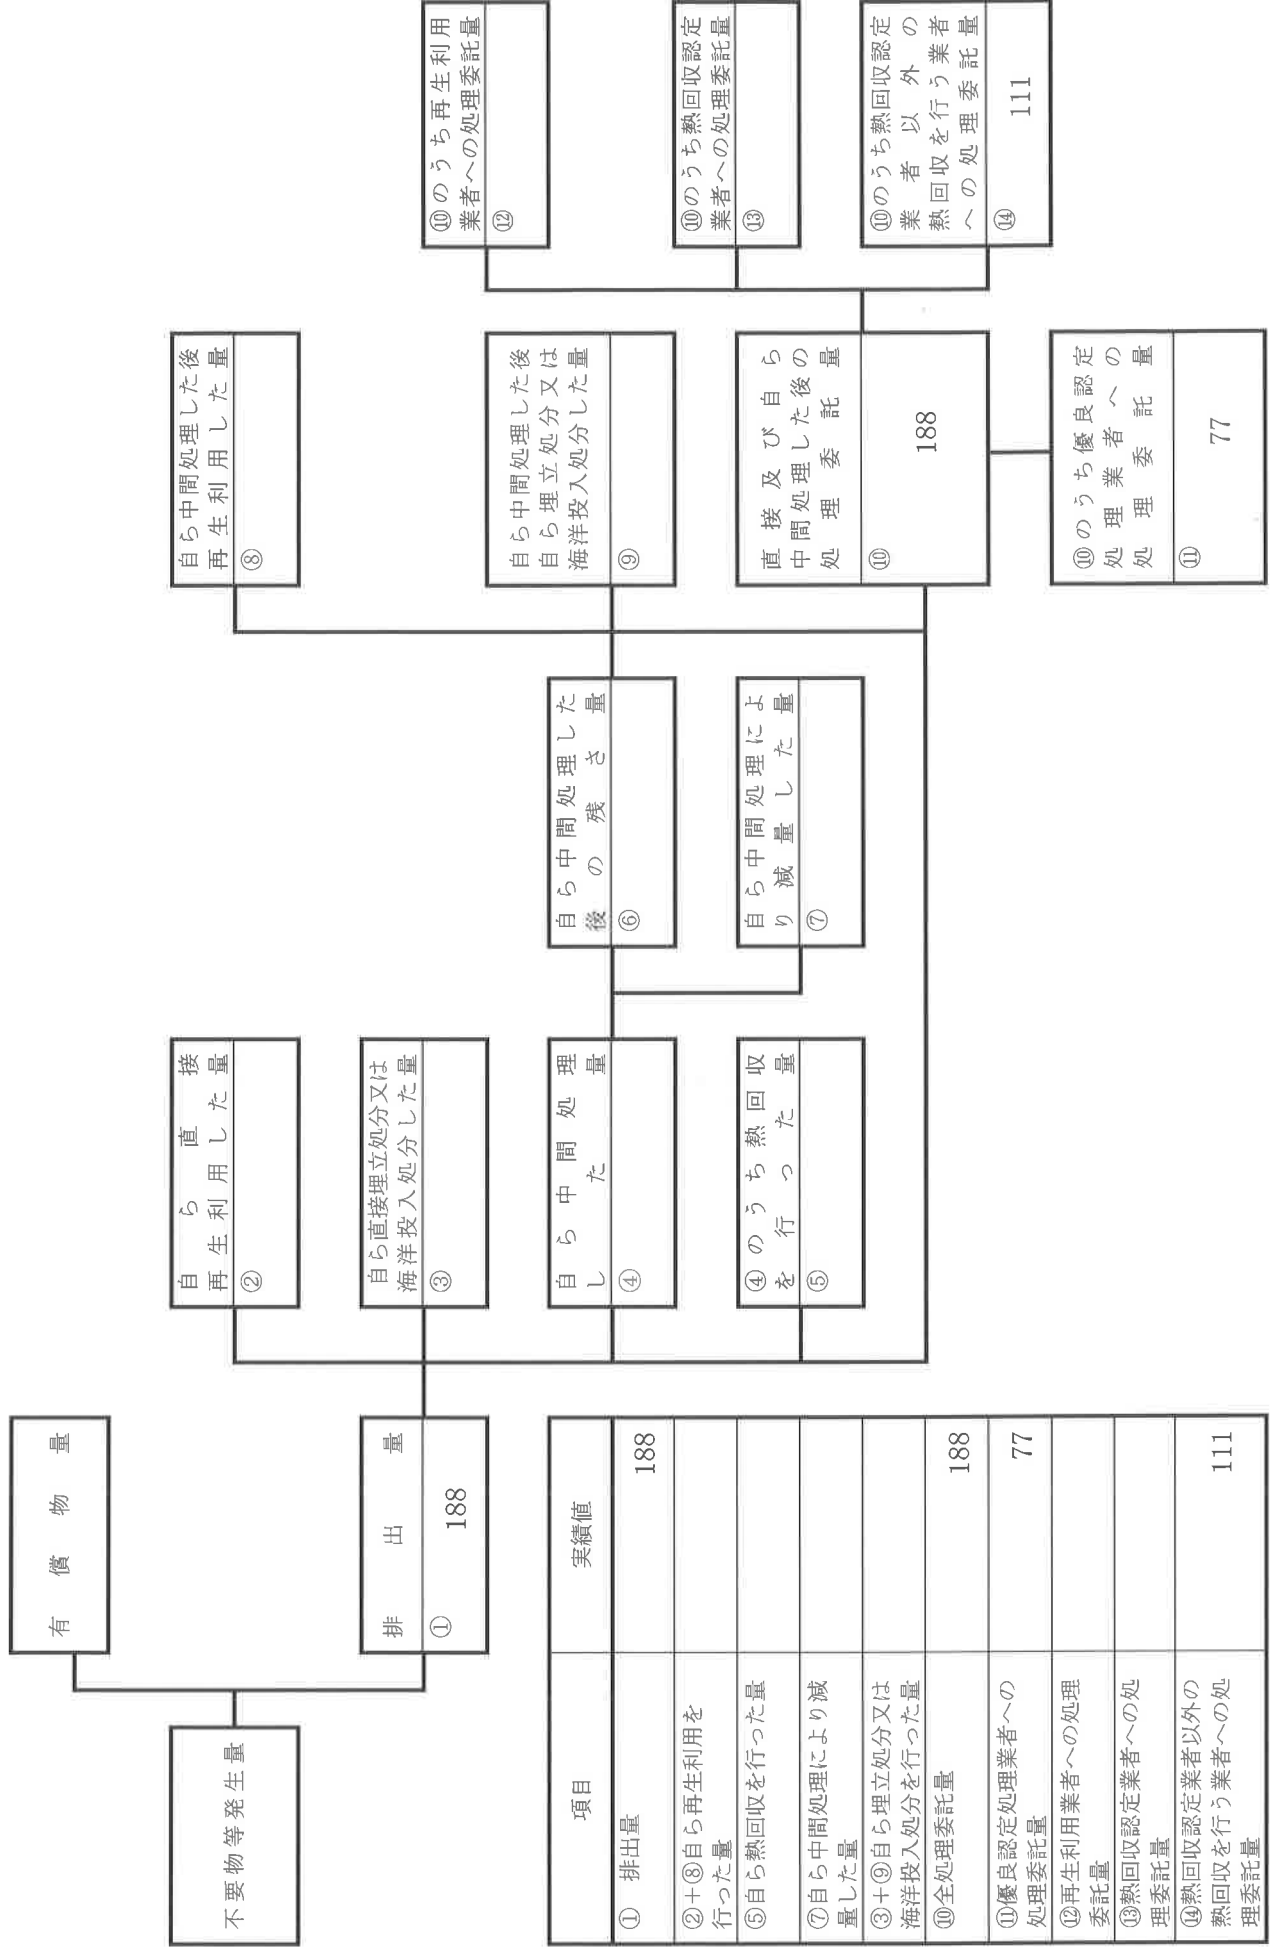 不要物等発生量
有償物量
排出量
①
188
自ら直接
再生利用した量
②
自ら直接埋立処分又は
海洋投入処分した量
③
自ら中間処理
した量
④
④のうち熱回収
を行った量
⑤
自ら中間処理した
後の残さ量
⑥
自ら中間処理によ
り減量した量
⑦
自ら中間処理した後
再生利用した量
⑧
自ら中間処理した後
自ら埋立処分又は
海洋投入処分した量
⑨
直接及び自ら
中間処理した後の
処理委託量
⑩
188
⑩のうち優良認定
処理業者への
処理委託量
⑪
77
⑩のうち再生利用
業者への処理委託量
⑫
⑩のうち熱回収認定
業者への処理委託量
⑬
⑩のうち熱回収認定
業者以外の
熱回収を行う業者
への処理委託量
⑭
111
項目
実績値
① 排出量
188
②+⑧自ら再生利用を
行った量
⑤自ら熱回収を行った量
⑦自ら中間処理により減
量した量
③+⑨自ら埋立処分又は
海洋投入処分を行った量
⑩全処理委託量
188
⑪優良認定処理業者への
処理委託量
77
⑫再生利用業者への処理
委託量
⑬熱回収認定業者への処
理委託量
⑭熱回収認定業者以外の
熱回収を行う業者への処
理委託量
111